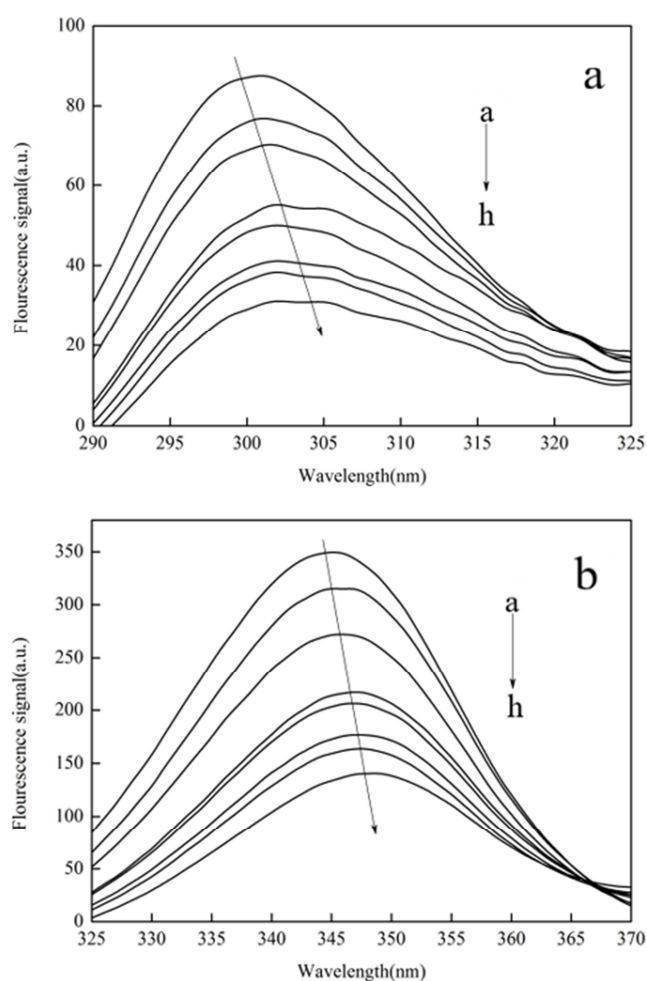 100
a
80
a
60
h
40
20
0
290 295 300 305 310 315 320 325
Flourescence signal(a.u.)
Wavelength(nm)
350
b
a
300
250
h
200
150
100
50
0
325 330 335 340 345 350 355 360 365 370
Flourescence signal(a.u.)
Wavelength(nm)